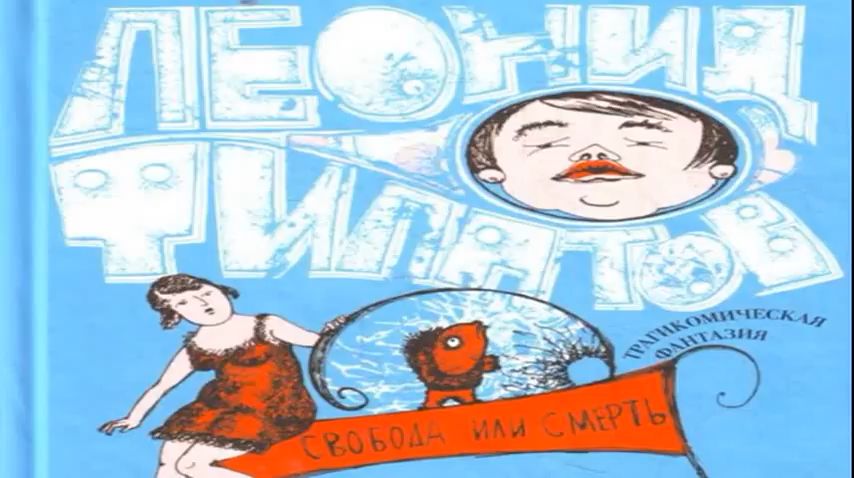 ЛЕОНИД
ФИЛАТОВ
ТРАГИКОМИЧЕСКАЯ
ФАНТАЗИЯ
СВОБОДА ИЛИ СМЕРТЬ